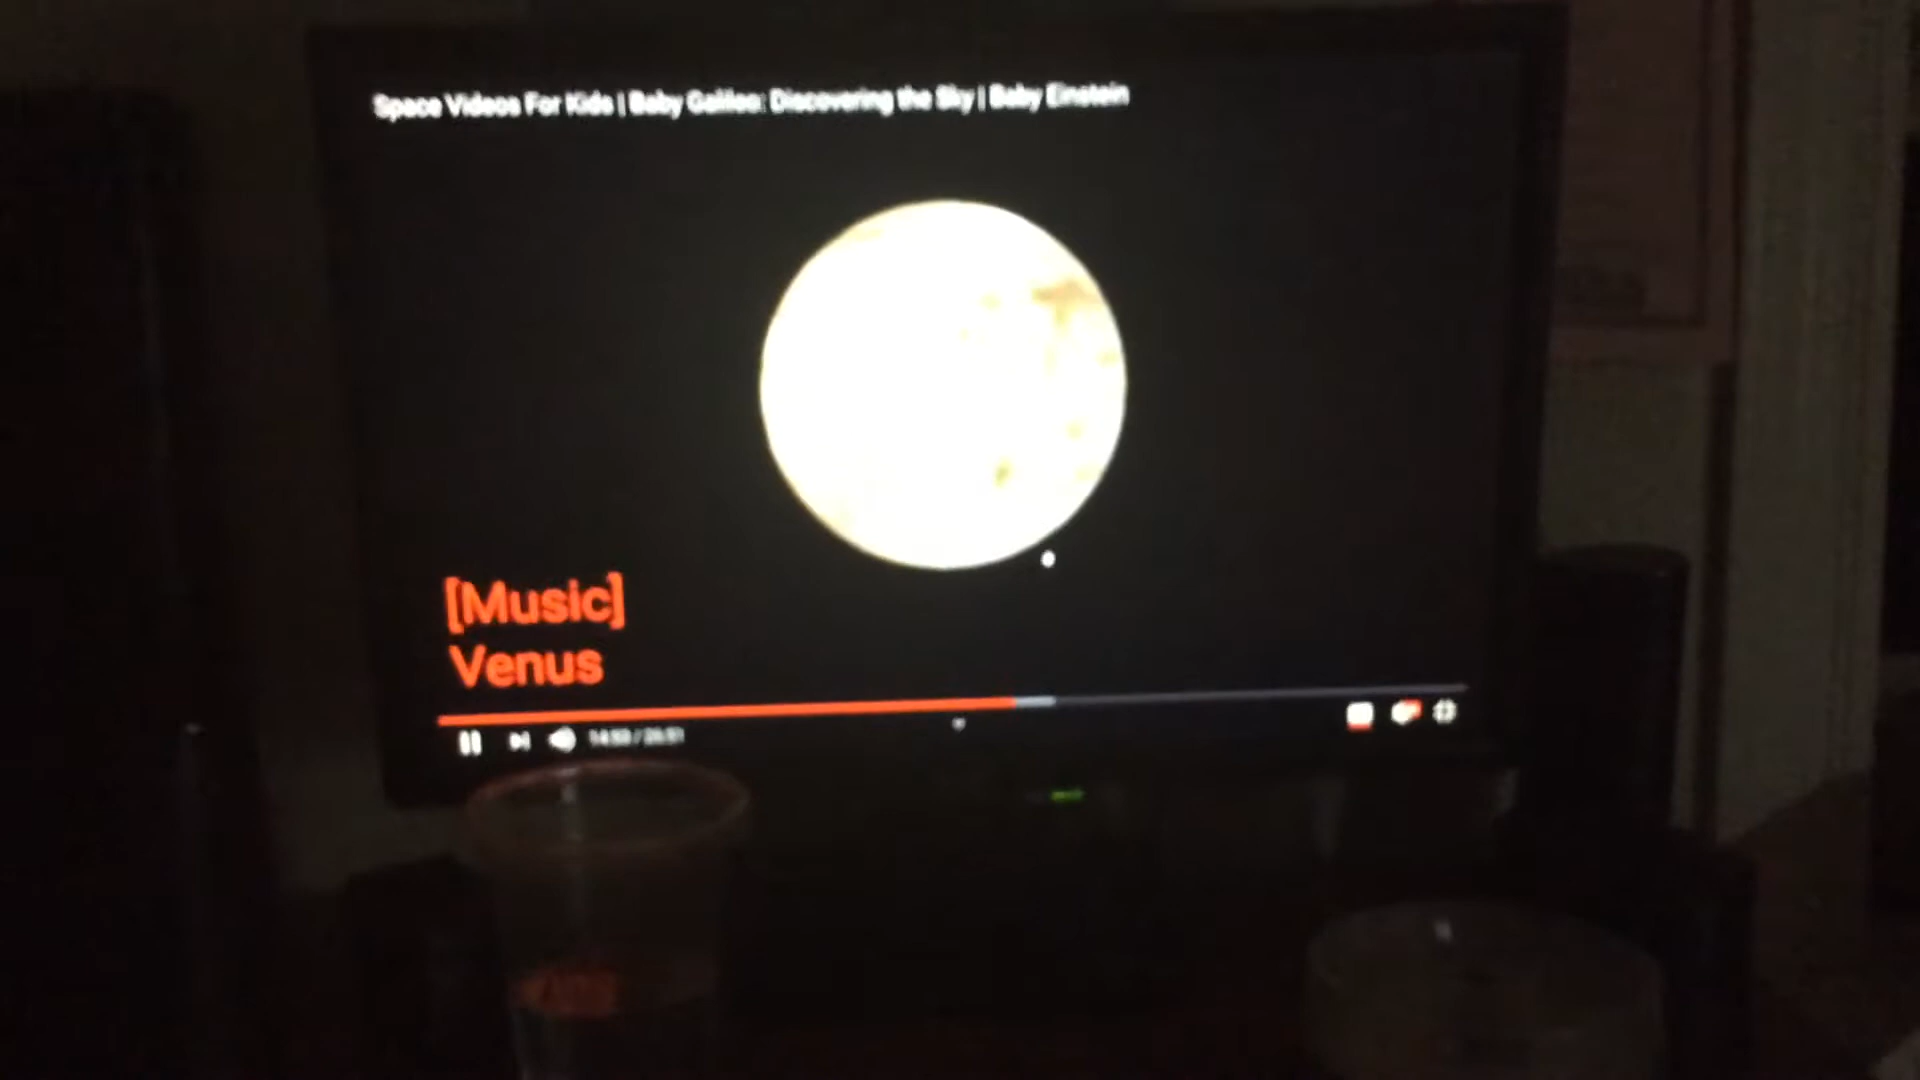 Space Videos For Kids | Baby Galileo: Discovering the Sky | Baby Einstein
[Music]
Venus